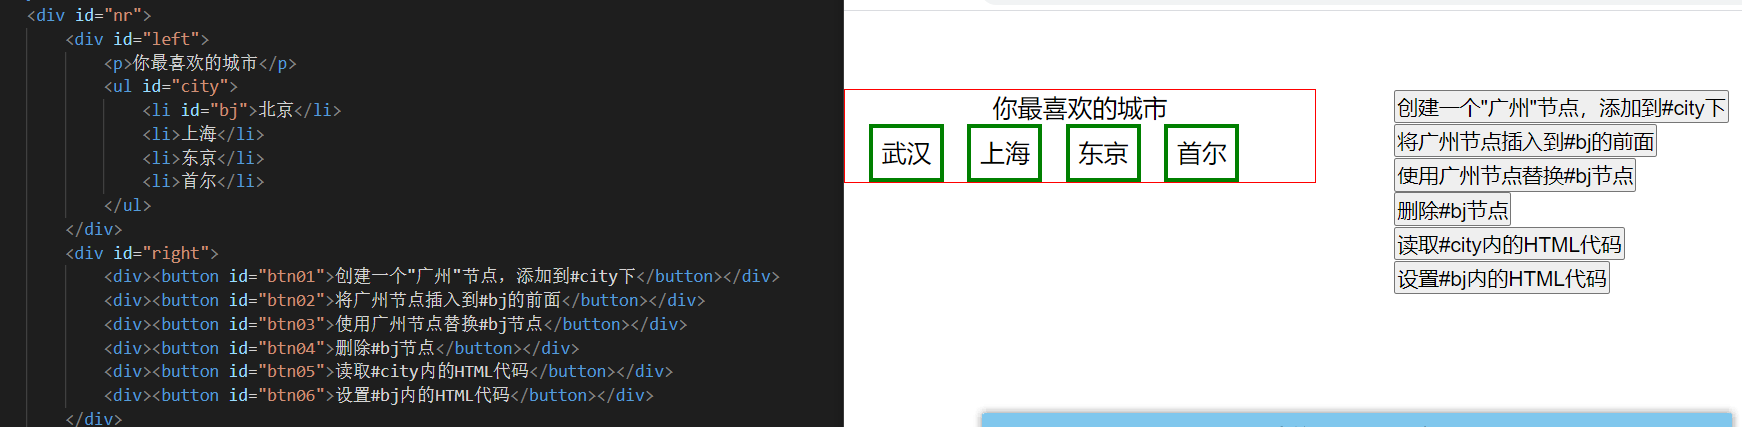 <div id="nr">
<div id="left">
<p>你最喜欢的城市</p>
<ul id="city">
<li id="bj">北京</li>
<li>上海</li>
<li>东京</li>
<li>首尔</li>
</ul>
</div>
<div id="right">
<div><button id="btn01">创建一个"广州"节点，添加到#city下</button></div>
<div><button id="btn02">将广州节点插入到#bj的前面</button></div>
<div><button id="btn03">使用广州节点替换#bj节点</button></div>
<div><button id="btn04">删除#bj节点</button></div>
<div><button id="btn05">读取#city内的HTML代码</button></div>
<div><button id="btn06">设置#bj内的HTML代码</button></div>
</div>
你最喜欢的城市
武汉 上海 东京 首尔
创建一个"广州"节点，添加到#city下
将广州节点插入到#bj的前面
使用广州节点替换#bj节点
删除#bj节点
读取#city内的HTML代码
设置#bj内的HTML代码